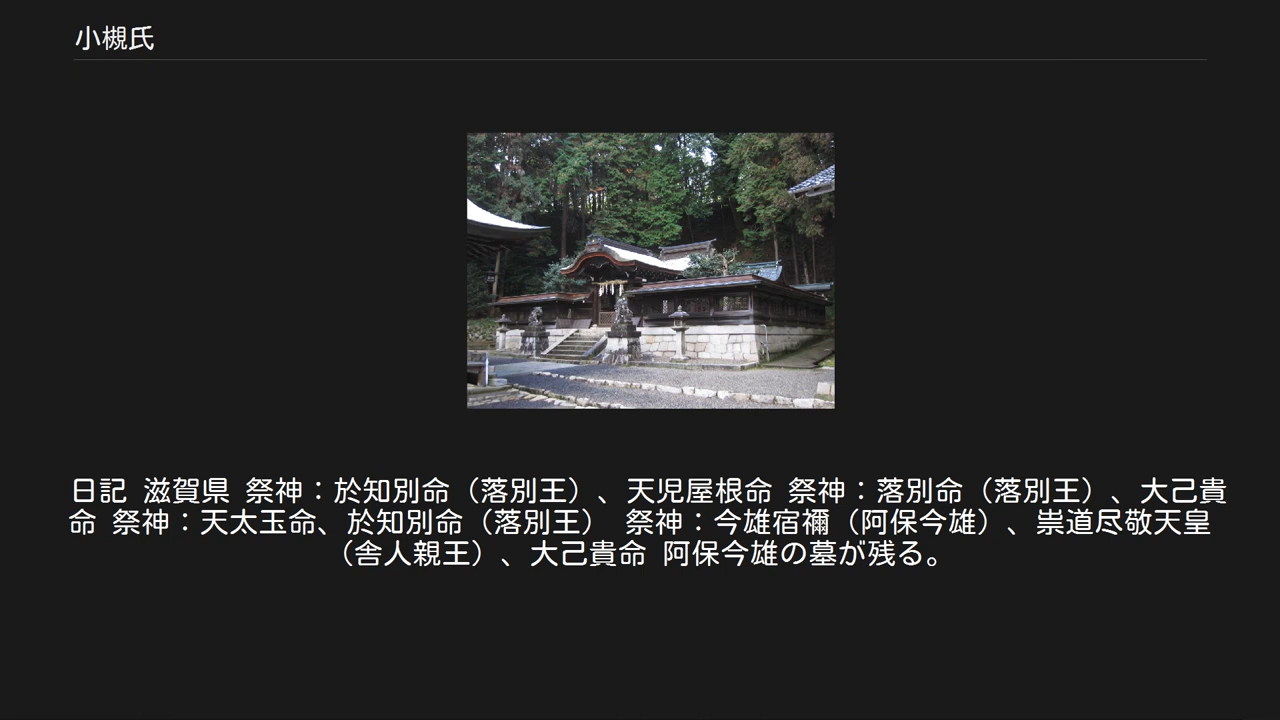 小槻氏
日記 滋賀県 祭神：於知別命（落別王）、天児屋根命 祭神：落別命（落別王）、大己貴
命 祭神：天太玉命、於知別命（落別王） 祭神：今雄宿禰（阿保今雄）、崇道尽敬天皇
（舎人親王）、大己貴命 阿保今雄の墓が残る。